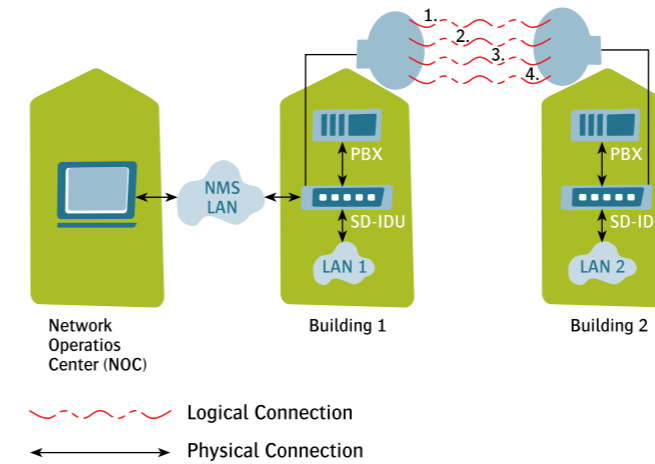 1.
2.
3.
4.
PBX
PBX
NMS
LAN
SD-IDU
SD-ID
LAN 1
LAN 2
Network
Operatios
Center (NOC)
Building 1
Building 2
Logical Connection
Physical Connection